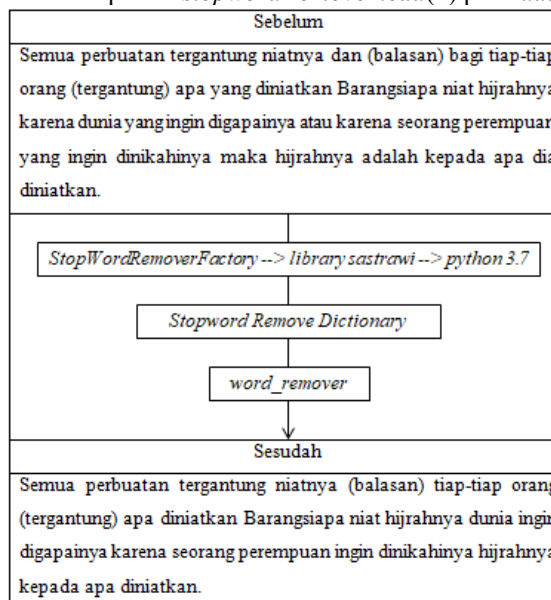 Sebelum
Semua perbuatan tergantung niatnya dan (balasan) bagi tiap-tiap
orang (tergantung) apa yang diniatkan Barangsiapa niat hijrahnya
karena dunia yang ingin digapainya atau karena seorang perempuan
yang ingin dinikahinya maka hijrahnya adalah kepada apa dia
diniatkan.
StopWordRemoverFactory --> library sastrawi --> python 3.7
Stopword Remove Dictionary
word_remover
Sesudah
Semua perbuatan tergantung niatnya (balasan) tiap-tiap orang
(tergantung) apa diniatkan Barangsiapa niat hijrahnya dunia ingin
digapainya karena seorang perempuan ingin dinikahinya hijrahnya
kepada apa diniatkan.